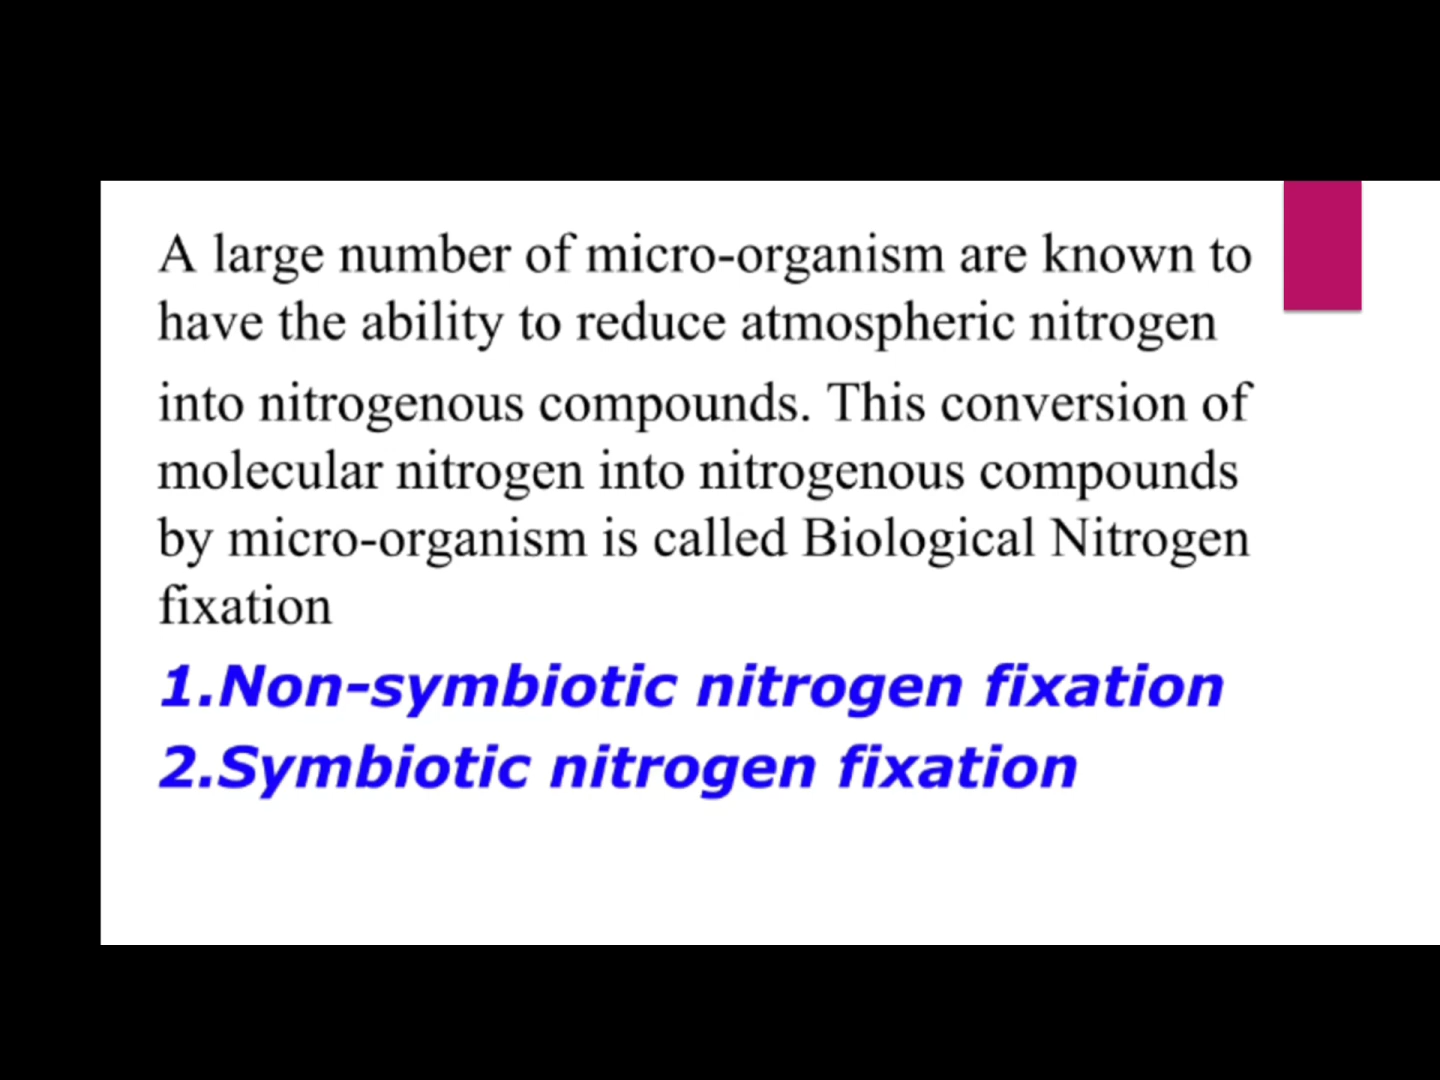 A large number of micro-organism are known to
have the ability to reduce atmospheric nitrogen
into nitrogenous compounds. This conversion of
molecular nitrogen into nitrogenous compounds
by micro-organism is called Biological Nitrogen
fixation
1.Non-symbiotic nitrogen fixation
2.Symbiotic nitrogen fixation